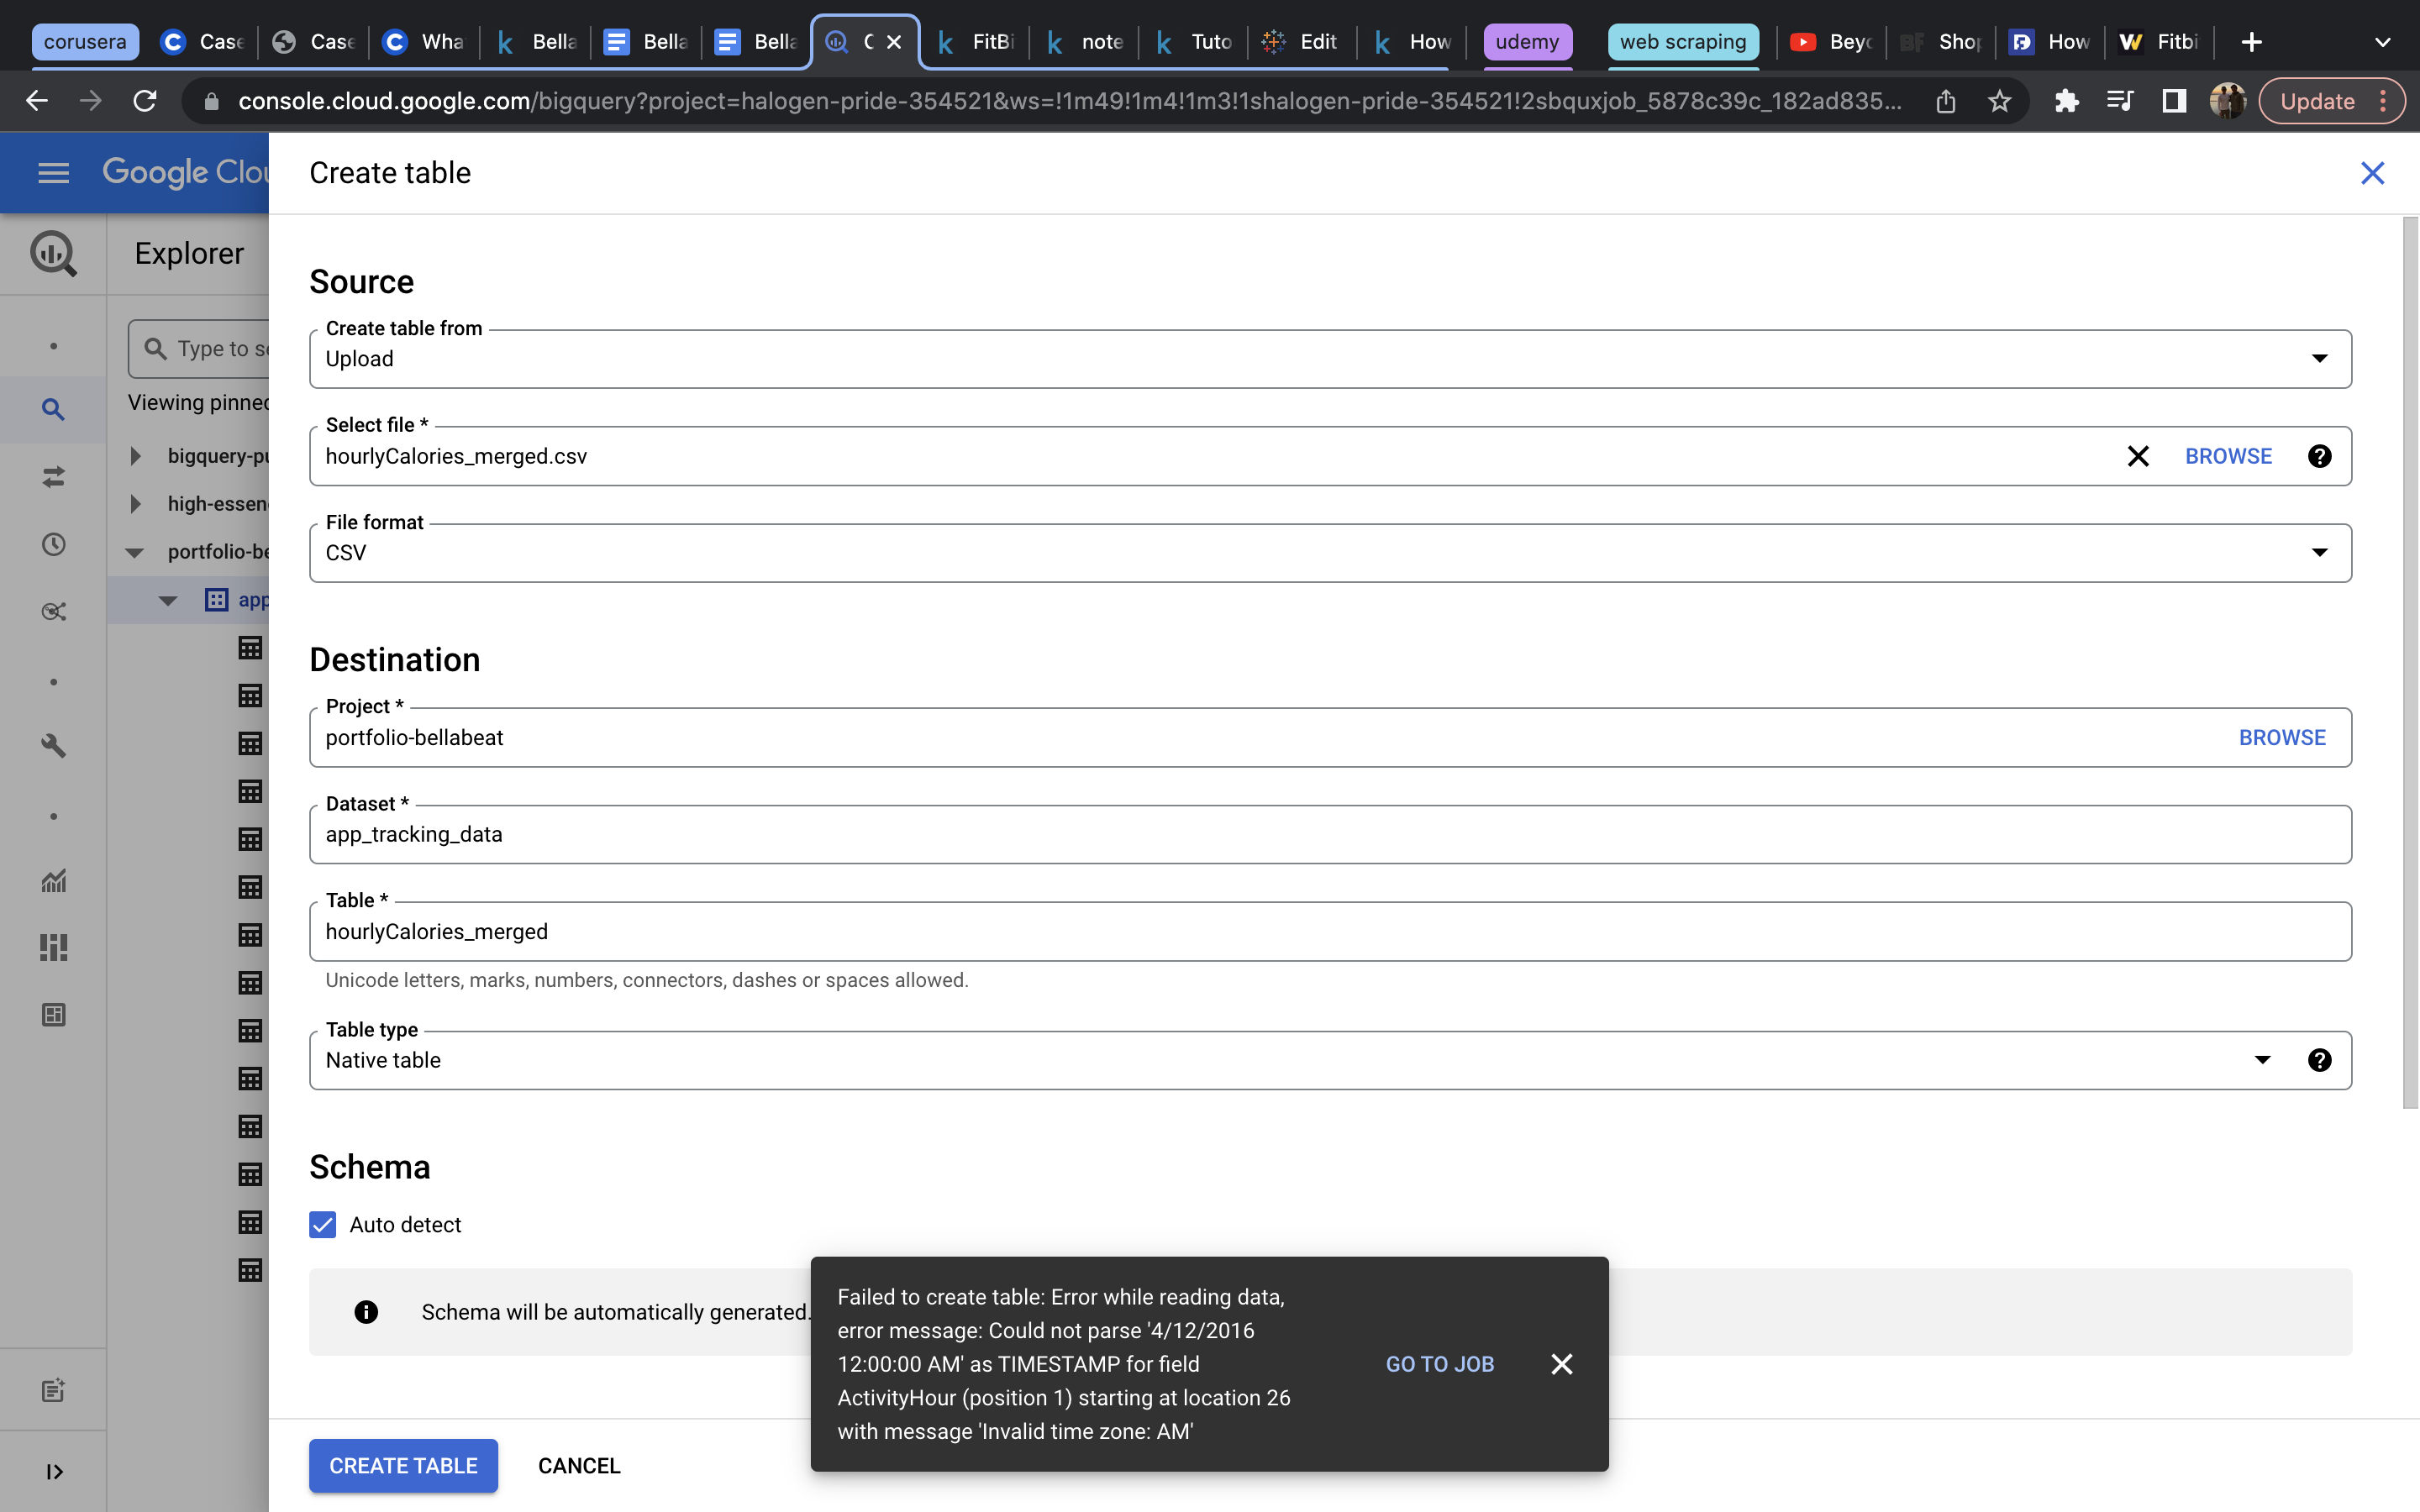 corusera
Case
Case
Wha
Bella
Bella
Bella
FitBi
note
Tuto
Edit
How
udemy
web scraping
Beyo
Shop
How
Fitbi
console.cloud.google.com/bigquery?project=halogen-pride-354521&ws=!1m49!1m4!1m3!1shalogen-pride-354521!2sbquxjob_5878c39c_182ad835...
Update
Google Clou
Create table
Explorer
Type to se
Viewing pinned
bigquery-pu
high-essen
portfolio-be
app
Source
Create table from
Upload
Select file *
hourlyCalories_merged.csv
BROWSE
File format
CSV
Destination
Project *
portfolio-bellabeat
BROWSE
Dataset *
app_tracking_data
Table *
hourlyCalories_merged
Unicode letters, marks, numbers, connectors, dashes or spaces allowed.
Table type
Native table
Schema
Auto detect
Schema will be automatically generated.
Failed to create table: Error while reading data,
error message: Could not parse '4/12/2016
12:00:00 AM' as TIMESTAMP for field
ActivityHour (position 1) starting at location 26
with message 'Invalid time zone: AM'
GO TO JOB
CREATE TABLE
CANCEL